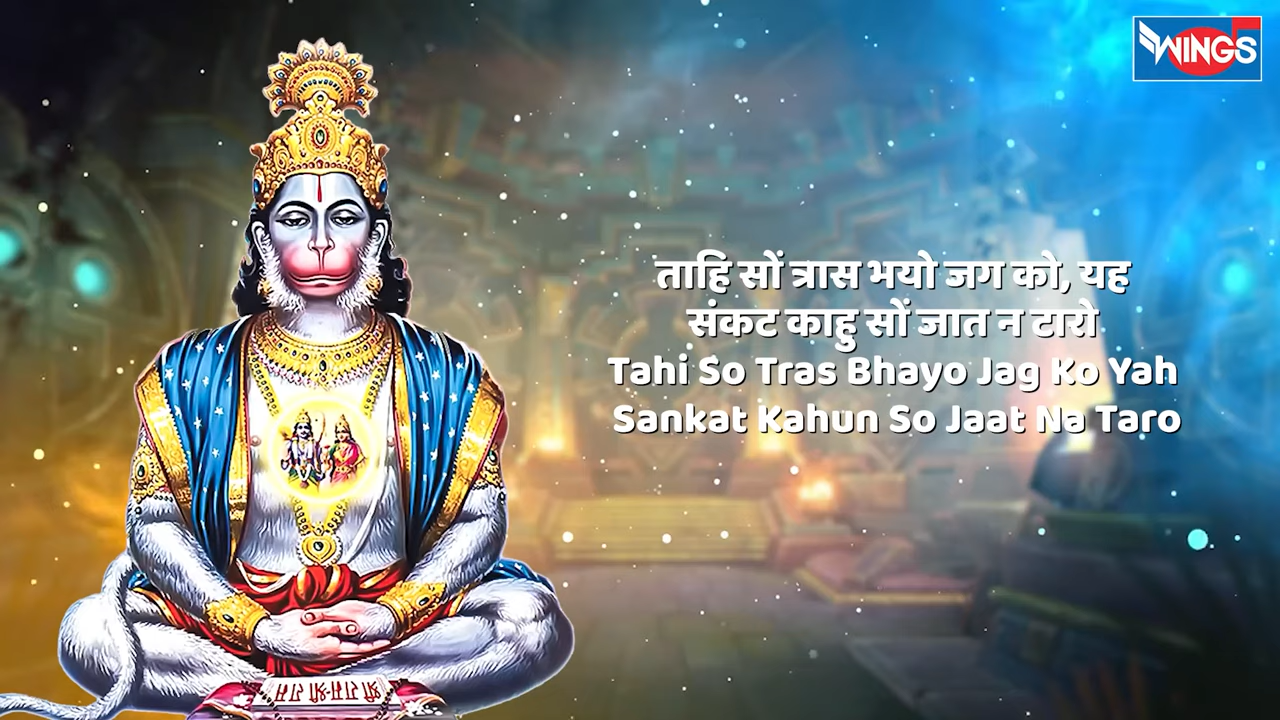 WINGS
ताहि सों त्रास भयो जग को, यह
संकट काहु सों जात न टारो
Tahi So Tras Bhayo Jag Ko Yah
Sankat Kahun So Jaat Na Taro